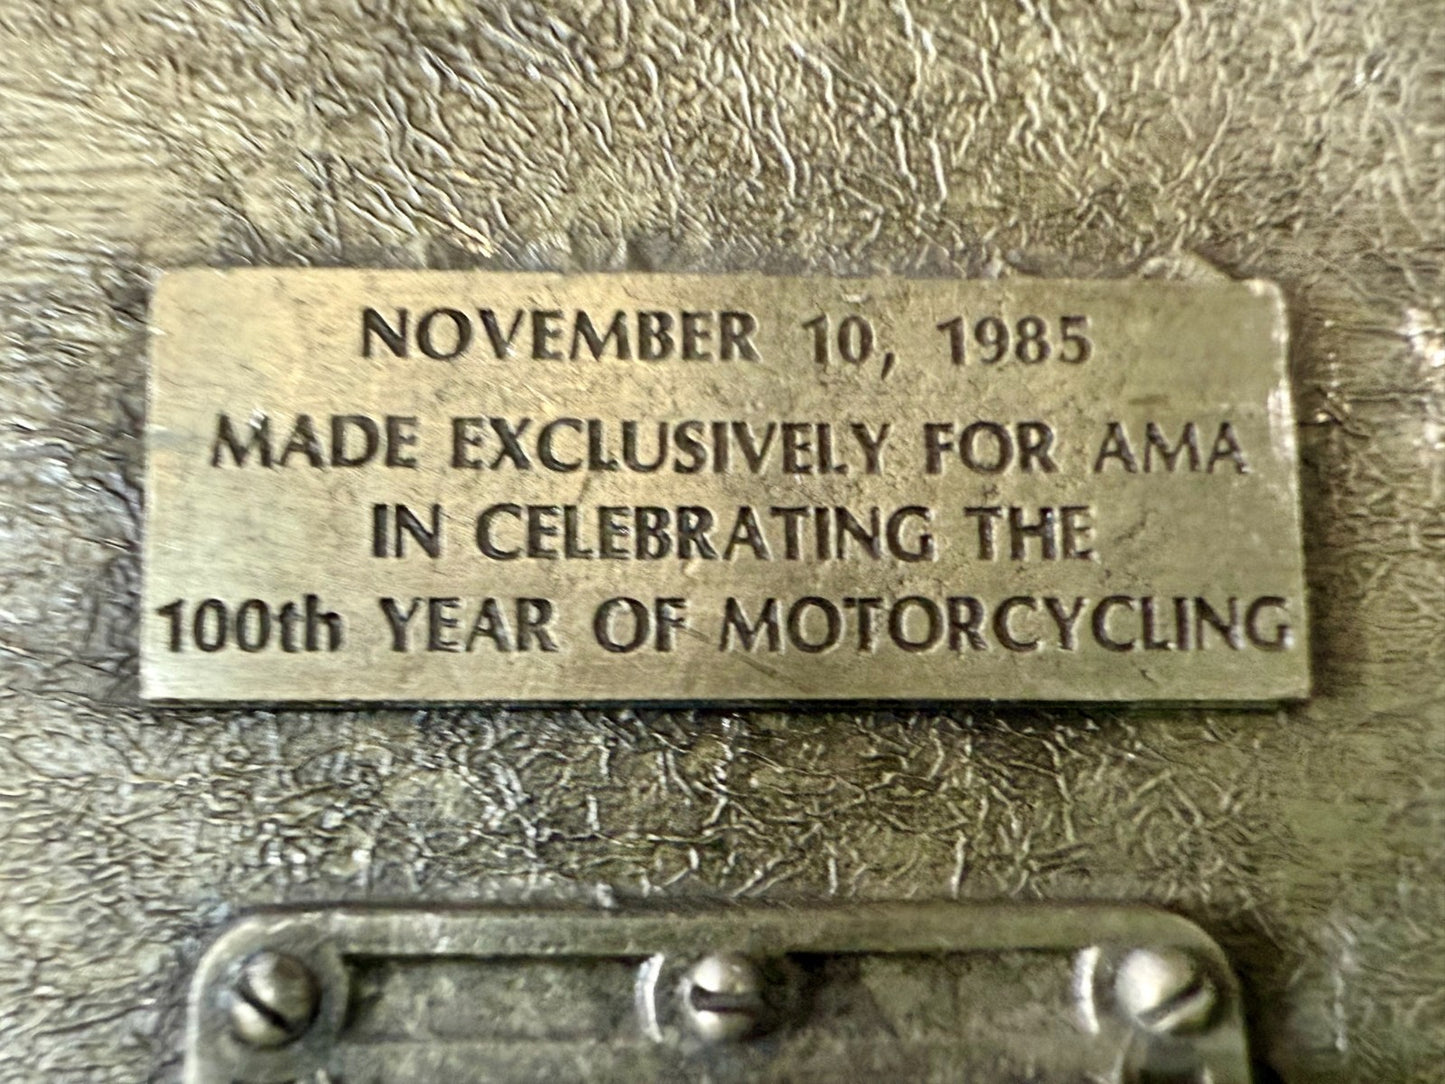 NOVEMBER 10, 1985
MADE EXCLUSIVELY FOR AMA
IN CELEBRATING THE
100th YEAR OF MOTORCYCLING